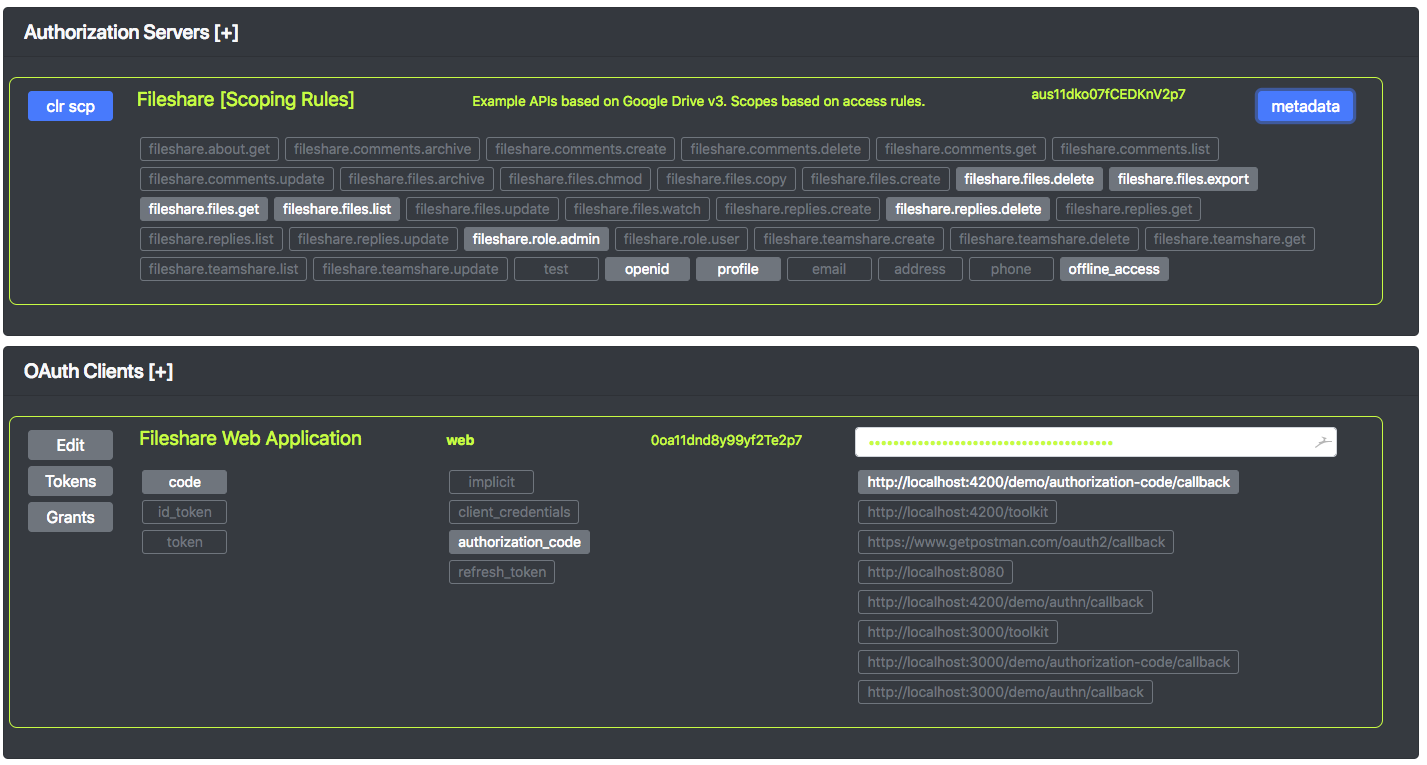 Authorization Servers [+]
clr scp Fileshare [Scoping Rules] Example APIs based on Google Drive v3. Scopes based on access rules. aus11dko07fCEDKnV2p7 metadata
fileshare.about.get fileshare.comments.archive fileshare.comments.create fileshare.comments.delete fileshare.comments.get fileshare.comments.list
fileshare.comments.update fileshare.files.archive fileshare.files.chmod fileshare.files.copy fileshare.files.create fileshare.files.delete fileshare.files.export
fileshare.files.get fileshare.files.list fileshare.files.update fileshare.files.watch fileshare.replies.create fileshare.replies.delete fileshare.replies.get
fileshare.replies.list fileshare.replies.update fileshare.role.admin fileshare.role.user fileshare.teamshare.create fileshare.teamshare.delete fileshare.teamshare.get
fileshare.teamshare.list fileshare.teamshare.update test openid profile email address phone offline_access
OAuth Clients [+]
Edit Fileshare Web Application web 0oa11dnd8y99yf2Te2p7
Tokens code implicit http://localhost:4200/demo/authorization-code/callback
Grants id_token client_credentials http://localhost:4200/toolkit
token authorization_code https://www.getpostman.com/oauth2/callback
refresh_token http://localhost:8080
http://localhost:4200/demo/authn/callback
http://localhost:3000/toolkit
http://localhost:3000/demo/authorization-code/callback
http://localhost:3000/demo/authn/callback